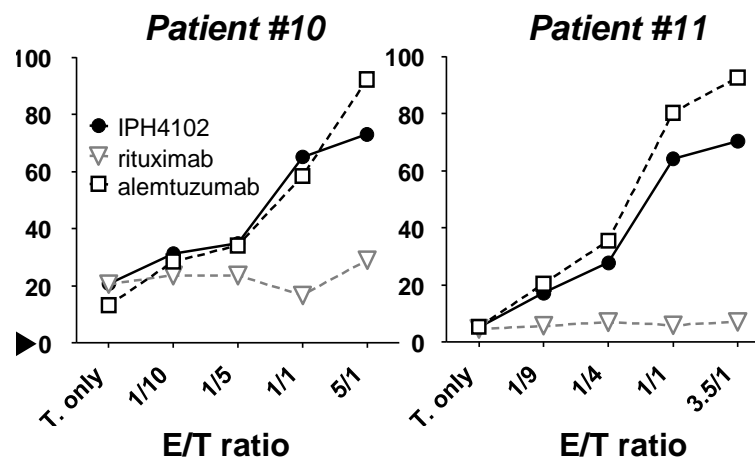 Patient #10
100
80
60
40
20
0
IPH4102
rituximab
alemtuzumab
T. only
1/10
1/5
1/1
5/1
E/T ratio
Patient #11
100
80
60
40
20
0
T. only
1/9
1/4
1/1
3.5/1
E/T ratio